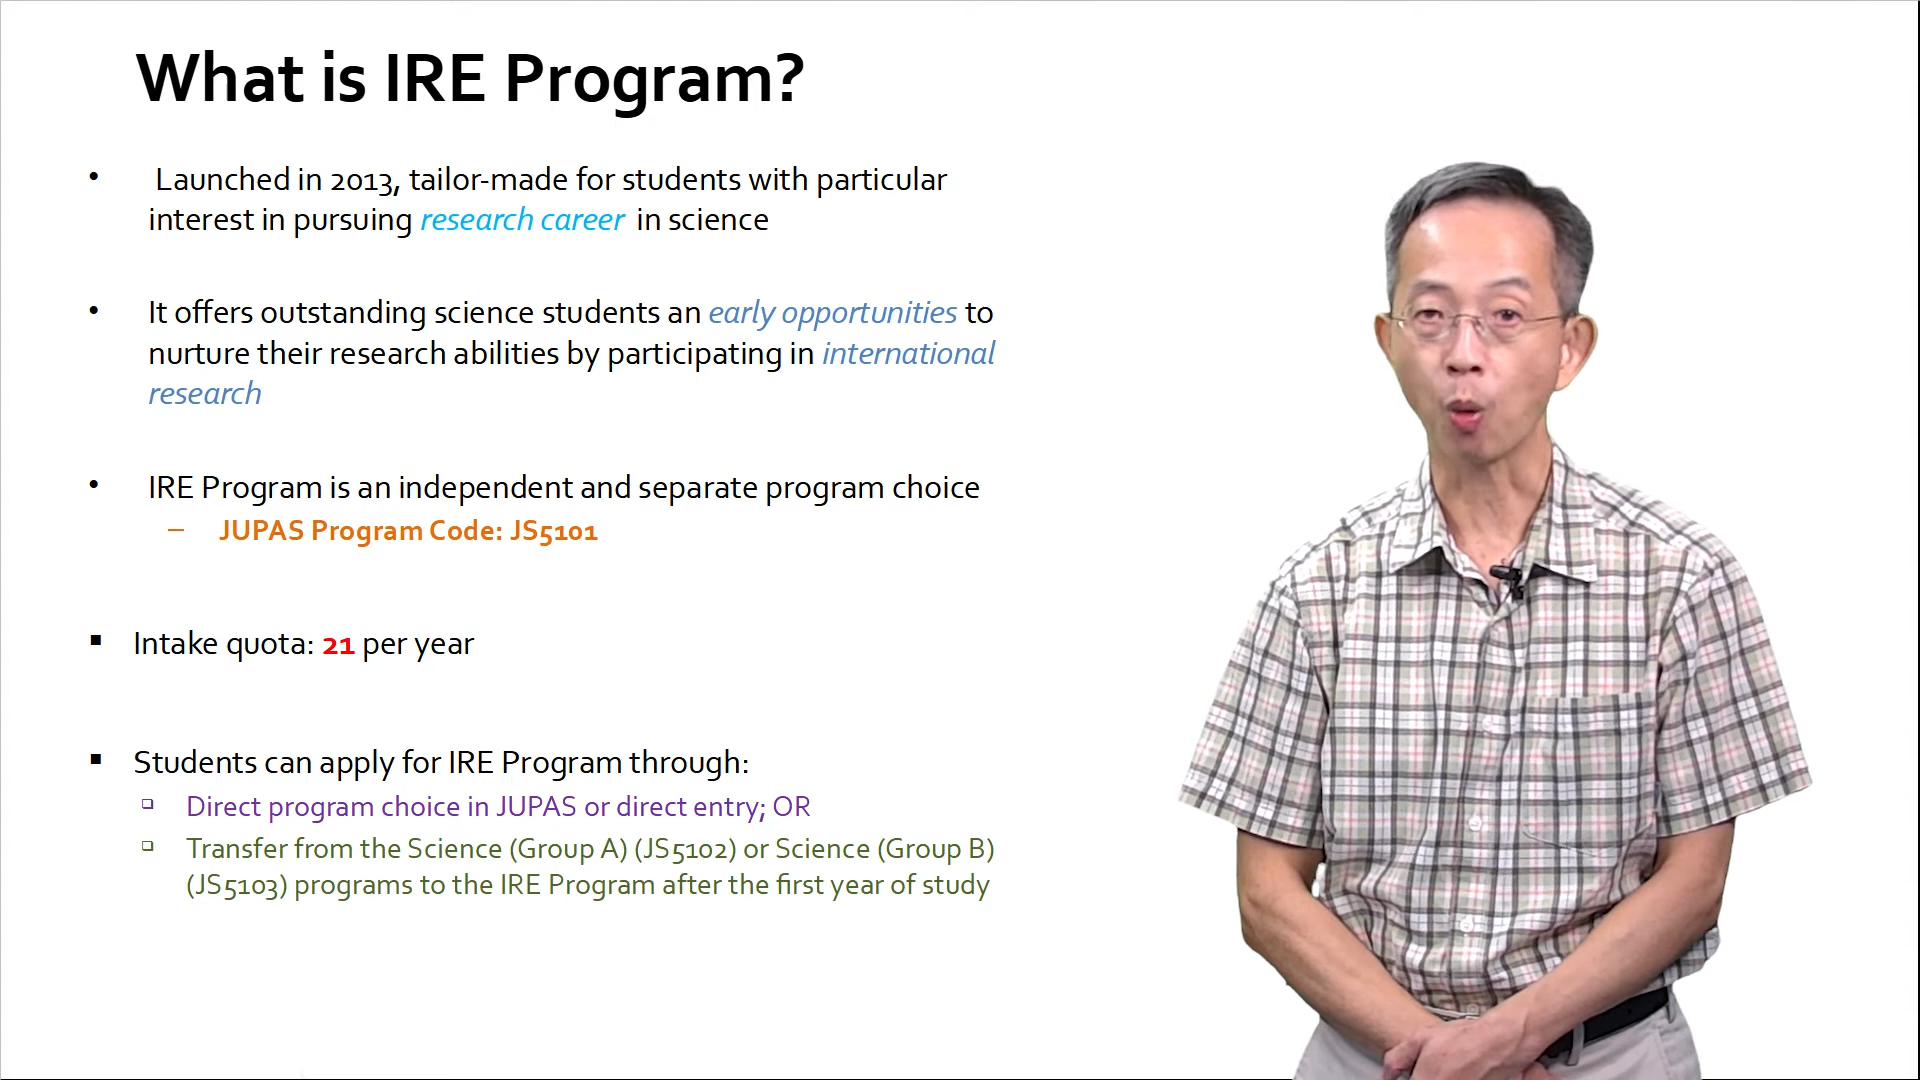 What is IRE Program?
• Launched in 2013, tailor-made for students with particular
interest in pursuing research career in science
• It offers outstanding science students an early opportunities to
nurture their research abilities by participating in international
research
• IRE Program is an independent and separate program choice
– JUPAS Program Code: JS5101
▪ Intake quota: 21 per year
▪ Students can apply for IRE Program through:
❑ Direct program choice in JUPAS or direct entry; OR
❑ Transfer from the Science (Group A) (JS5102) or Science (Group B)
(JS5103) programs to the IRE Program after the first year of study